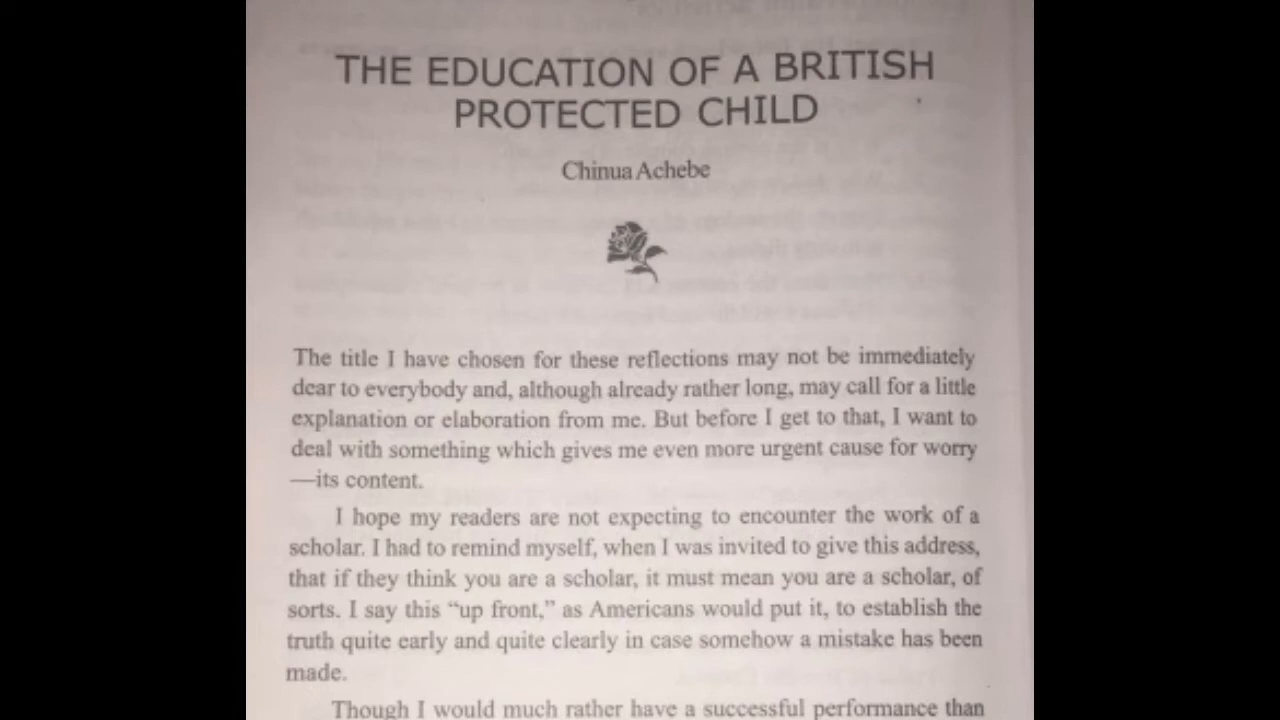 THE EDUCATION OF A BRITISH
PROTECTED CHILD
Chinua Achebe
The title I have chosen for these reflections may not be immediately
dear to everybody and, although already rather long, may call for a little
explanation or elaboration from me. But before I get to that, I want to
deal with something which gives me even more urgent cause for worry
—its content.
I hope my readers are not expecting to encounter the work of a
scholar. I had to remind myself, when I was invited to give this address,
that if they think you are a scholar, it must mean you are a scholar, of
sorts. I say this “up front,” as Americans would put it, to establish the
truth quite early and quite clearly in case somehow a mistake has been
made.
Though I would much rather have a successful performance than